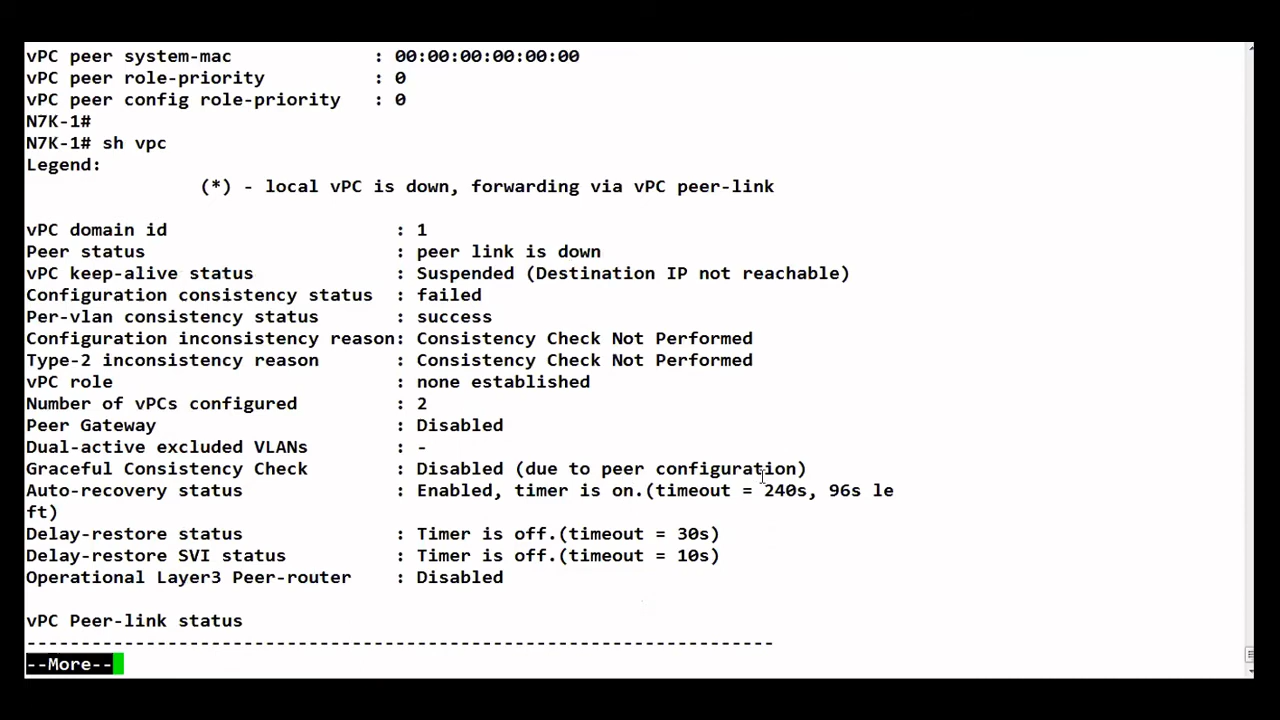 vPC peer system-mac             : 00:00:00:00:00:00
vPC peer role-priority          : 0
vPC peer config role-priority   : 0
N7K-1#
N7K-1# sh vpc
Legend:
                (*) - local vPC is down, forwarding via vPC peer-link
vPC domain id                     : 1
Peer status                       : peer link is down
vPC keep-alive status             : Suspended (Destination IP not reachable)
Configuration consistency status  : failed
Per-vlan consistency status       : success
Configuration inconsistency reason: Consistency Check Not Performed
Type-2 inconsistency reason       : Consistency Check Not Performed
vPC role                          : none established
Number of vPCs configured         : 2
Peer Gateway                      : Disabled
Dual-active excluded VLANs        : -
Graceful Consistency Check        : Disabled (due to peer configuration)
Auto-recovery status              : Enabled, timer is on.(timeout = 240s, 96s le
ft)
Delay-restore status              : Timer is off.(timeout = 30s)
Delay-restore SVI status          : Timer is off.(timeout = 10s)
Operational Layer3 Peer-router    : Disabled
vPC Peer-link status
---------------------------------------------------------------------
--More--